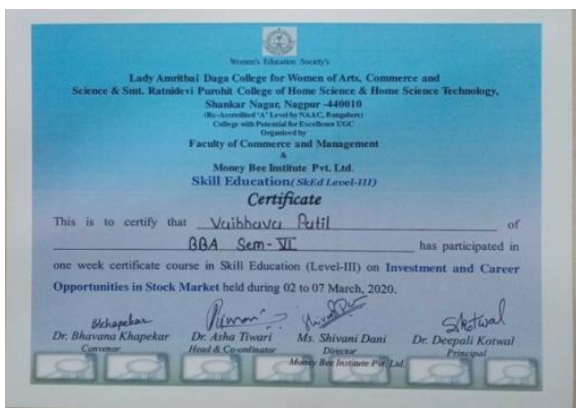 Women's Education Society's
Lady Amritbai Daga College for Women of Arts, Commerce and
Science & Smt. Ratnidevi Purohit College of Home Science & Home Science Technology,
Shankar Nagar, Nagpur -440010
(Re-Accredited 'A' Level by NAAC, Bangalore)
College with Potential for Excellence UGC
Organised by
Faculty of Commerce and Management
&
Money Bee Institute Pvt. Ltd.
Skill Education(SkEd Level-III)
Certificate
This is to certify that Vaibhavi Patil of
BBA Sem-VI has participated in
one week certificate course in Skill Education (Level-III) on Investment and Career
Opportunities in Stock Market held during 02 to 07 March, 2020.
Dr. Bhavana Khapekar Dr. Asha Tiwari Ms. Shivani Dani Dr. Deepali Kotwal
Convenor Head & Co-ordinator Director Principal
Money Bee Institute Pvt. Ltd